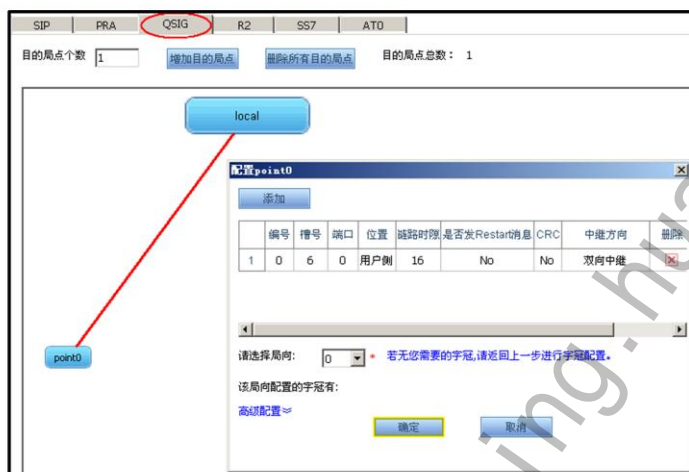 SIP PRA QSIG R2 SS7 AT0
目的局点个数 1 增加目的局点 删除所有目的局点 目的局点总数： 1
local
配置point0
添加
编号 槽号 端口 位置 链路时隙 是否发Restart消息 CRC 中继方向 删除
1 0 6 0 用户侧 16 No No 双向中继
point0
请选择局向: 0 * 若无您需要的字冠,请返回上一步进行字冠配置。
该局向配置的字冠有:
高级配置
确定 取消